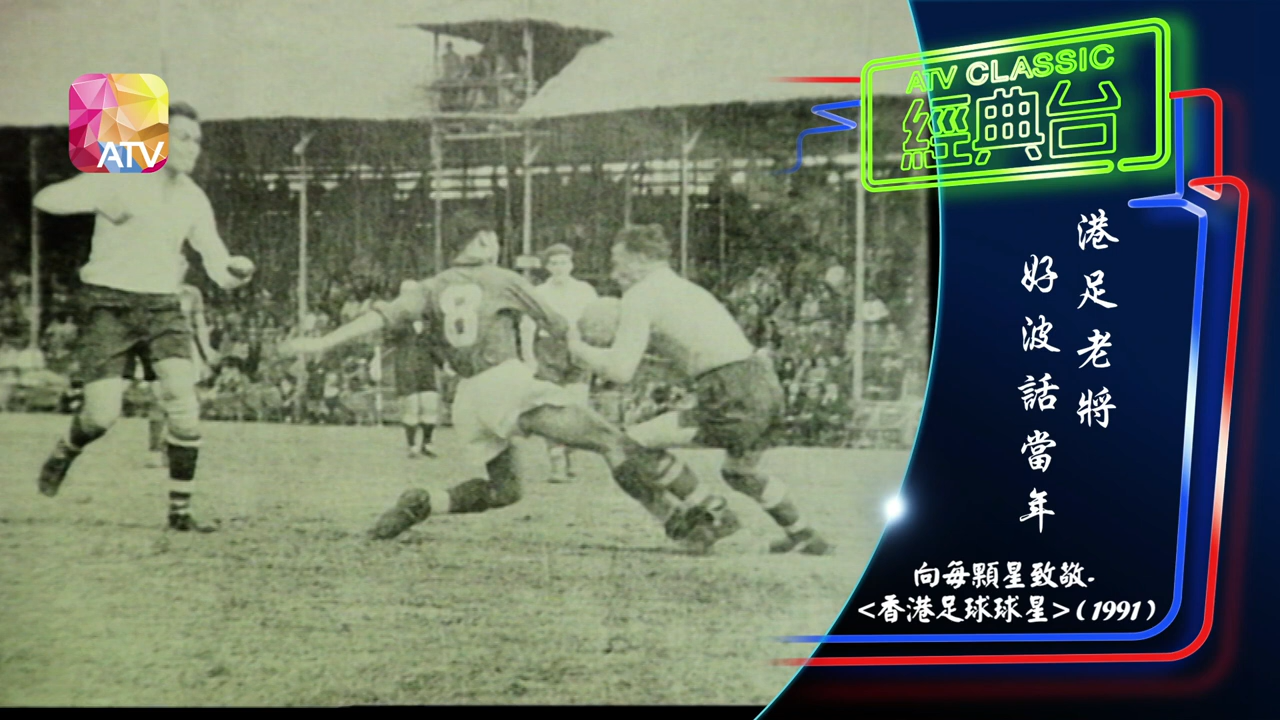 ATV
8
ATV CLASSIC
經典台
港足老將
好波話當年
向每顆星致敬-
<香港足球球星>(1991)